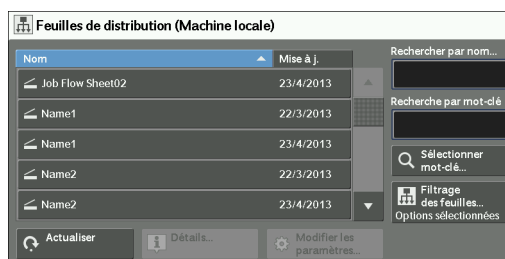 Feuilles de distribution (Machine locale)
Nom
Mise à j.
Job Flow Sheet02
23/4/2013
Name1
22/3/2013
Name1
23/4/2013
Name2
22/3/2013
Name2
23/4/2013
Rechercher par nom...
Recherche par mot-clé
Sélectionner
mot-clé...
Filtrage
des feuilles...
Options sélectionnées
Actualiser
Détails...
Modifier les
paramètres...